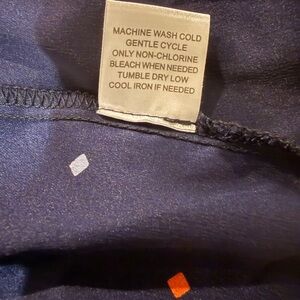 MACHINE WASH COLD
GENTLE CYCLE
ONLY NON-CHLORINE
BLEACH WHEN NEEDED
TUMBLE DRY LOW
COOL IRON IF NEEDED